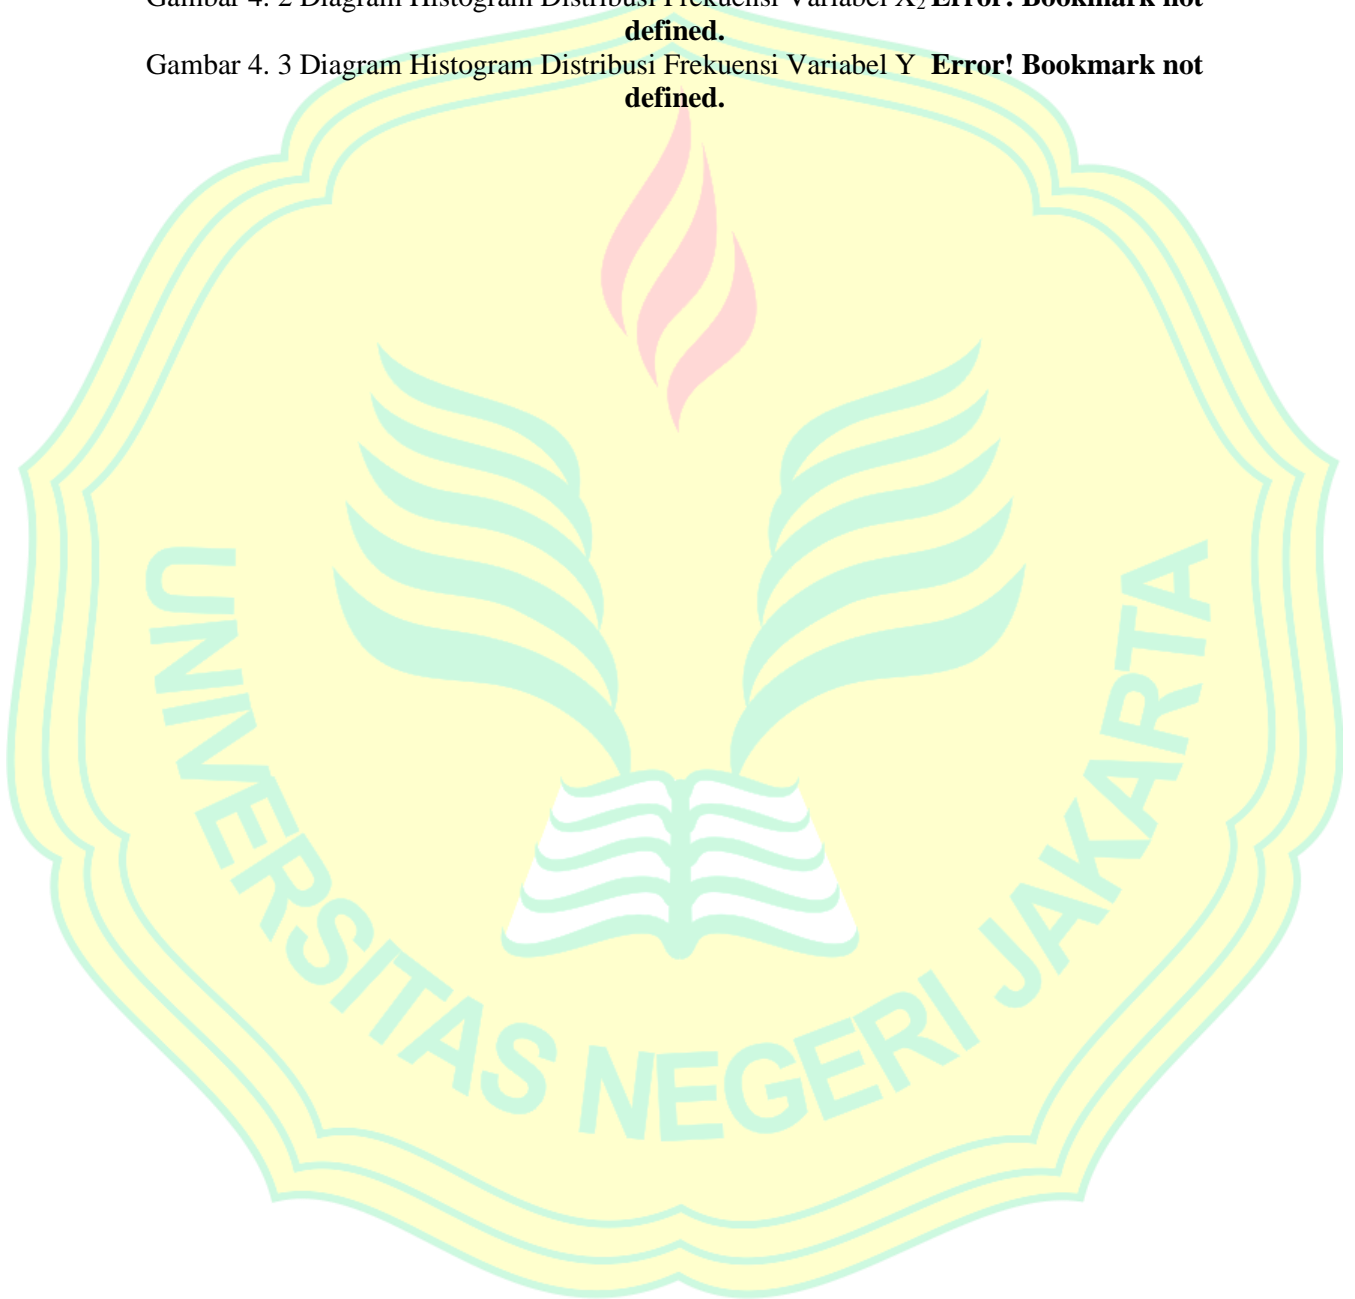 Gambar 4. 2 Diagram Histogram Distribusi Frekuensi Variabel X₂ Error! Bookmark not
defined.
Gambar 4. 3 Diagram Histogram Distribusi Frekuensi Variabel Y Error! Bookmark not
defined.
UNIVERSITAS NEGERI JAKARTA